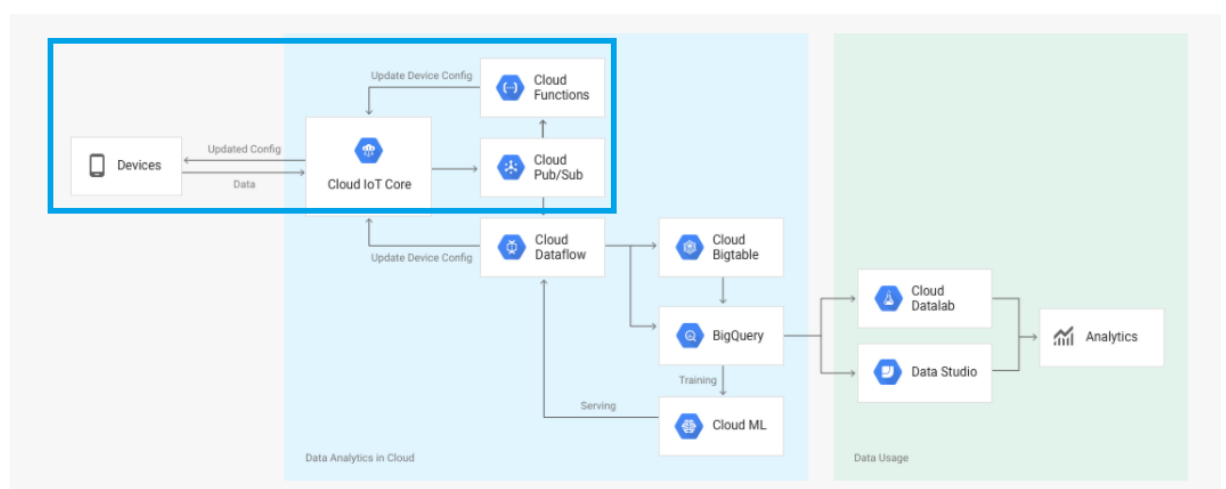 Update Device Config
Cloud
Functions
Devices
Updated Config
Data
Cloud IoT Core
Cloud
Pub/Sub
Update Device Config
Cloud
Dataflow
Cloud
Bigtable
BigQuery
Training
Serving
Cloud ML
Data Analytics in Cloud
Cloud
Datalab
Data Studio
Analytics
Data Usage